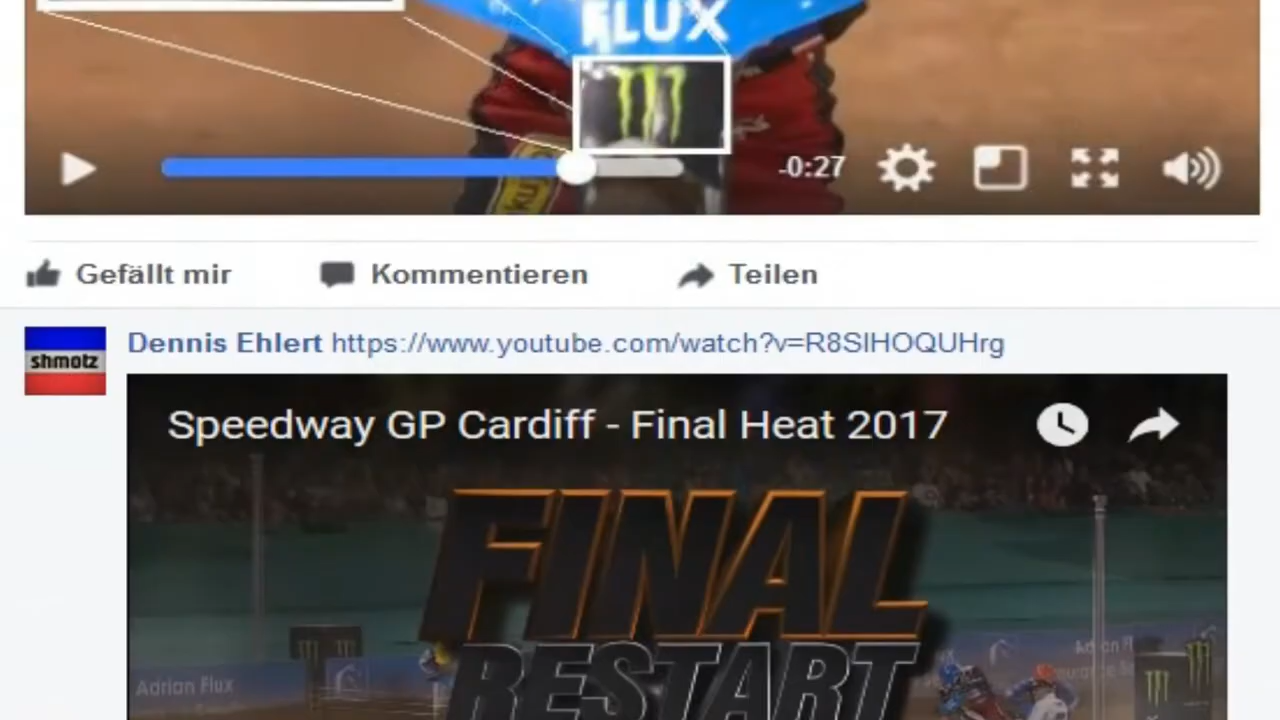 FLUX
-0:27
Gefällt mir Kommentieren Teilen
shmotz
Dennis Ehlert https://www.youtube.com/watch?v=R8SIHOQUHrg
Speedway GP Cardiff - Final Heat 2017
FINAL
RESTART
Adrian Flux